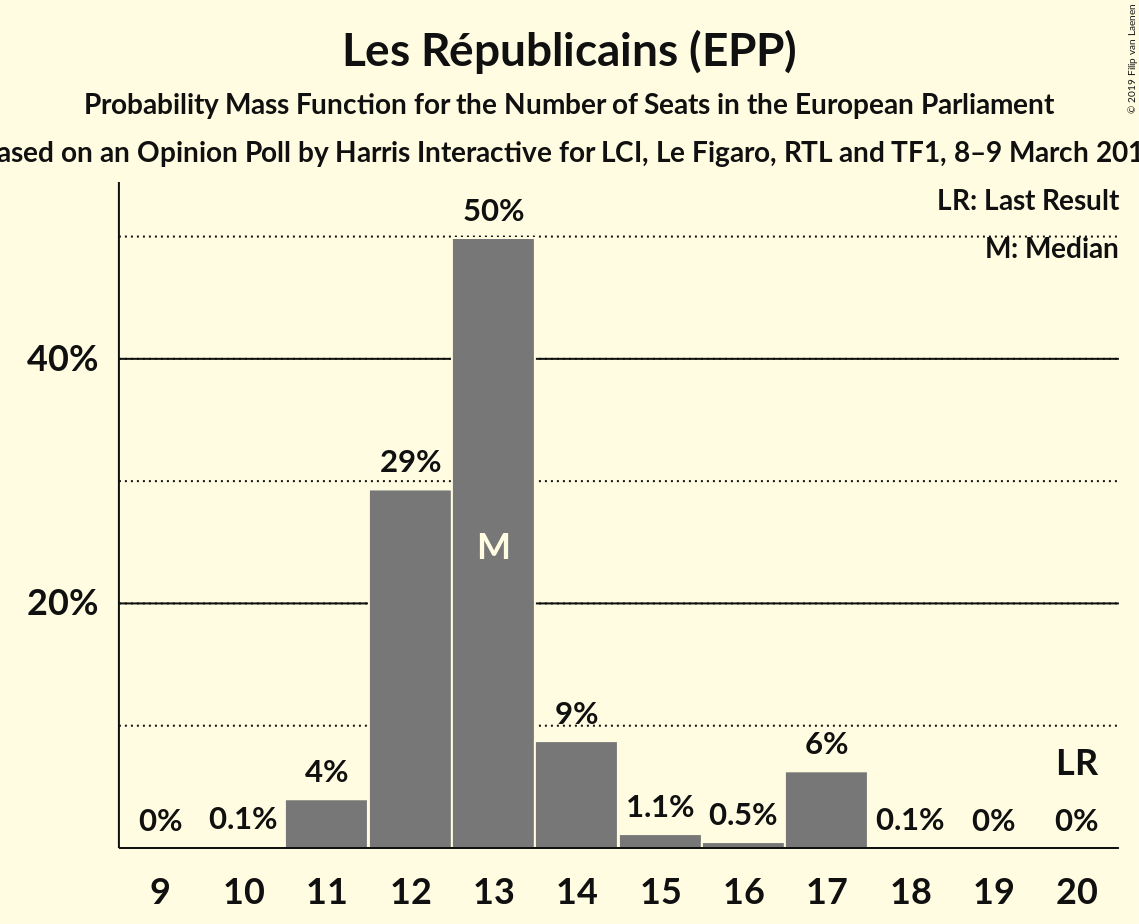 Les Républicains (EPP)
Probability Mass Function for the Number of Seats in the European Parliament
ased on an Opinion Poll by Harris Interactive for LCI, Le Figaro, RTL and TF1, 8–9 March 201
© 2019 Filip van Laenen
LR: Last Result
M: Median
40%
20%
0%
0.1%
4%
29%
50%
M
9%
1.1%
0.5%
6%
0.1%
0%
LR
0%
9 10 11 12 13 14 15 16 17 18 19 20